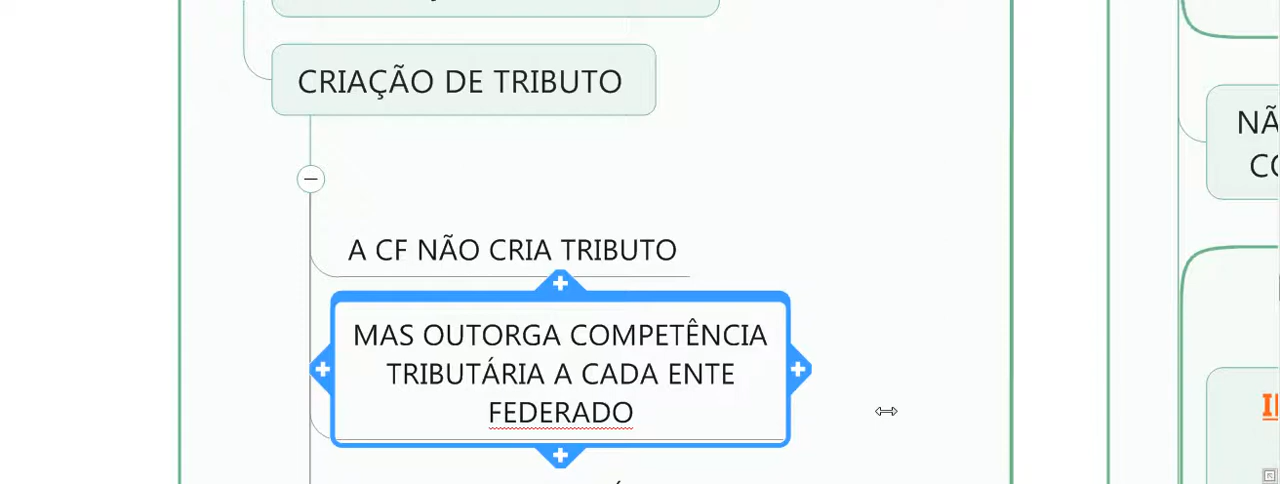 CRIAÇÃO DE TRIBUTO
A CF NÃO CRIA TRIBUTO
MAS OUTORGA COMPETÊNCIA
TRIBUTÁRIA A CADA ENTE
FEDERADO